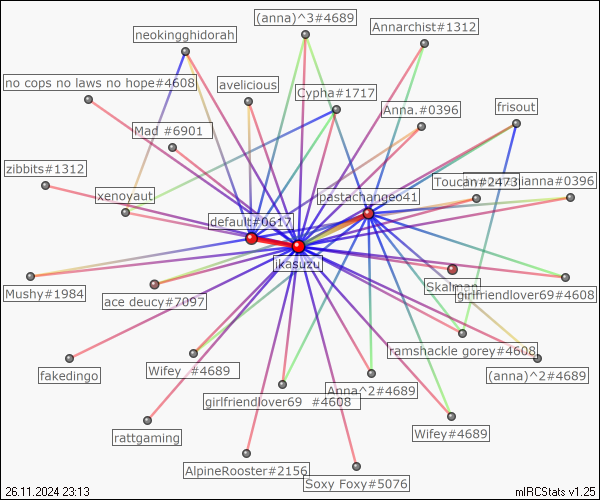 (anna)^3#4689
Annarchist#1312
neokingghidorah
no cops no laws no hope#4608
avelicious
Cypha#1717
Anna.#0396
frisout
Mad #6901
zibbits#1312
Toucan#2473
ianna#0396
xenoyaut
pastachangeo41
default#0617
ikasuzu
Mushy#1984
ace deucy#7097
Skalman
girlfriendlover69#4608
ramshackle gorey#4608
fakedingo
Wifey #4689
(anna)^2#4689
Anna^2#4689
girlfriendlover69 #4608
rattgaming
Wifey#4689
AlpineRooster#2156
Soxy Foxy#5076
26.11.2024 23:13
mIRCStats v1.25